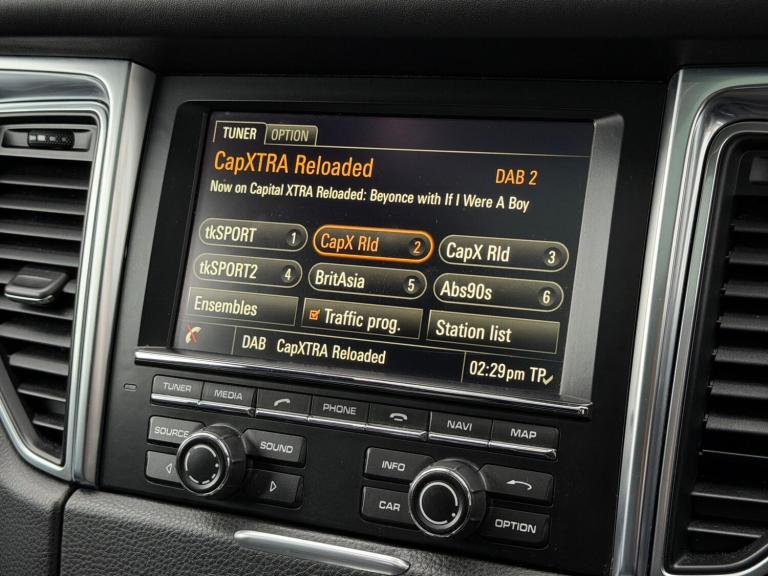 TUNER OPTION
CapXTRA Reloaded DAB 2
Now on Capital XTRA Reloaded: Beyonce with If I Were A Boy
tkSPORT 1 CapX Rld 2 CapX Rld 3
tkSPORT2 4 BritAsia 5 Abs90s 6
Ensembles Traffic prog. Station list
DAB CapXTRA Reloaded 02:29pm TP
TUNER MEDIA PHONE NAVI MAP
SOURCE SOUND INFO
CAR OPTION